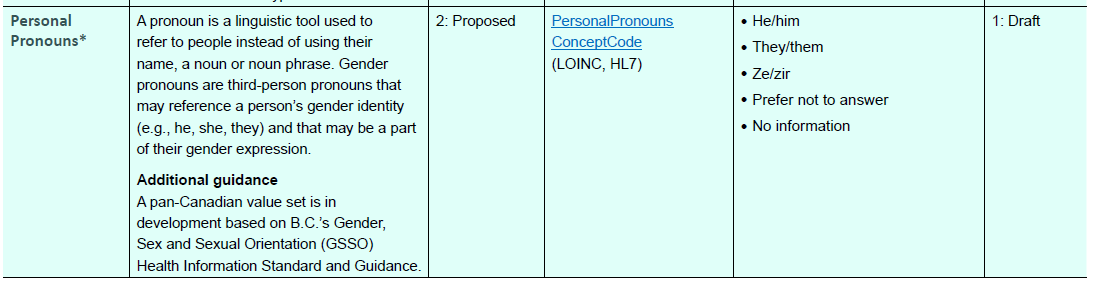 Personal
Pronouns*
A pronoun is a linguistic tool used to
refer to people instead of using their
name, a noun or noun phrase. Gender
pronouns are third-person pronouns that
may reference a person's gender identity
(e.g., he, she, they) and that may be a part
of their gender expression.
Additional guidance
A pan-Canadian value set is in
development based on B.C.'s Gender,
Sex and Sexual Orientation (GSSO)
Health Information Standard and Guidance.
2: Proposed
PersonalPronouns
ConceptCode
(LOINC, HL7)
• He/him
• They/them
• Ze/zir
• Prefer not to answer
• No information
1: Draft